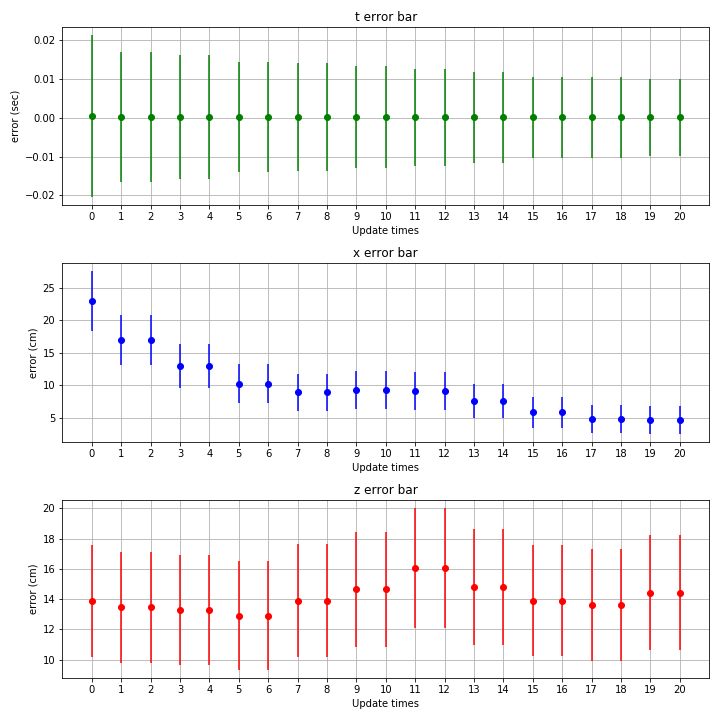 t error bar
error (sec)
0.02
0.01
0.00
−0.01
−0.02
0 1 2 3 4 5 6 7 8 9 10 11 12 13 14 15 16 17 18 19 20
Update times
x error bar
error (cm)
25
20
15
10
5
0 1 2 3 4 5 6 7 8 9 10 11 12 13 14 15 16 17 18 19 20
Update times
z error bar
error (cm)
20
18
16
14
12
10
0 1 2 3 4 5 6 7 8 9 10 11 12 13 14 15 16 17 18 19 20
Update times